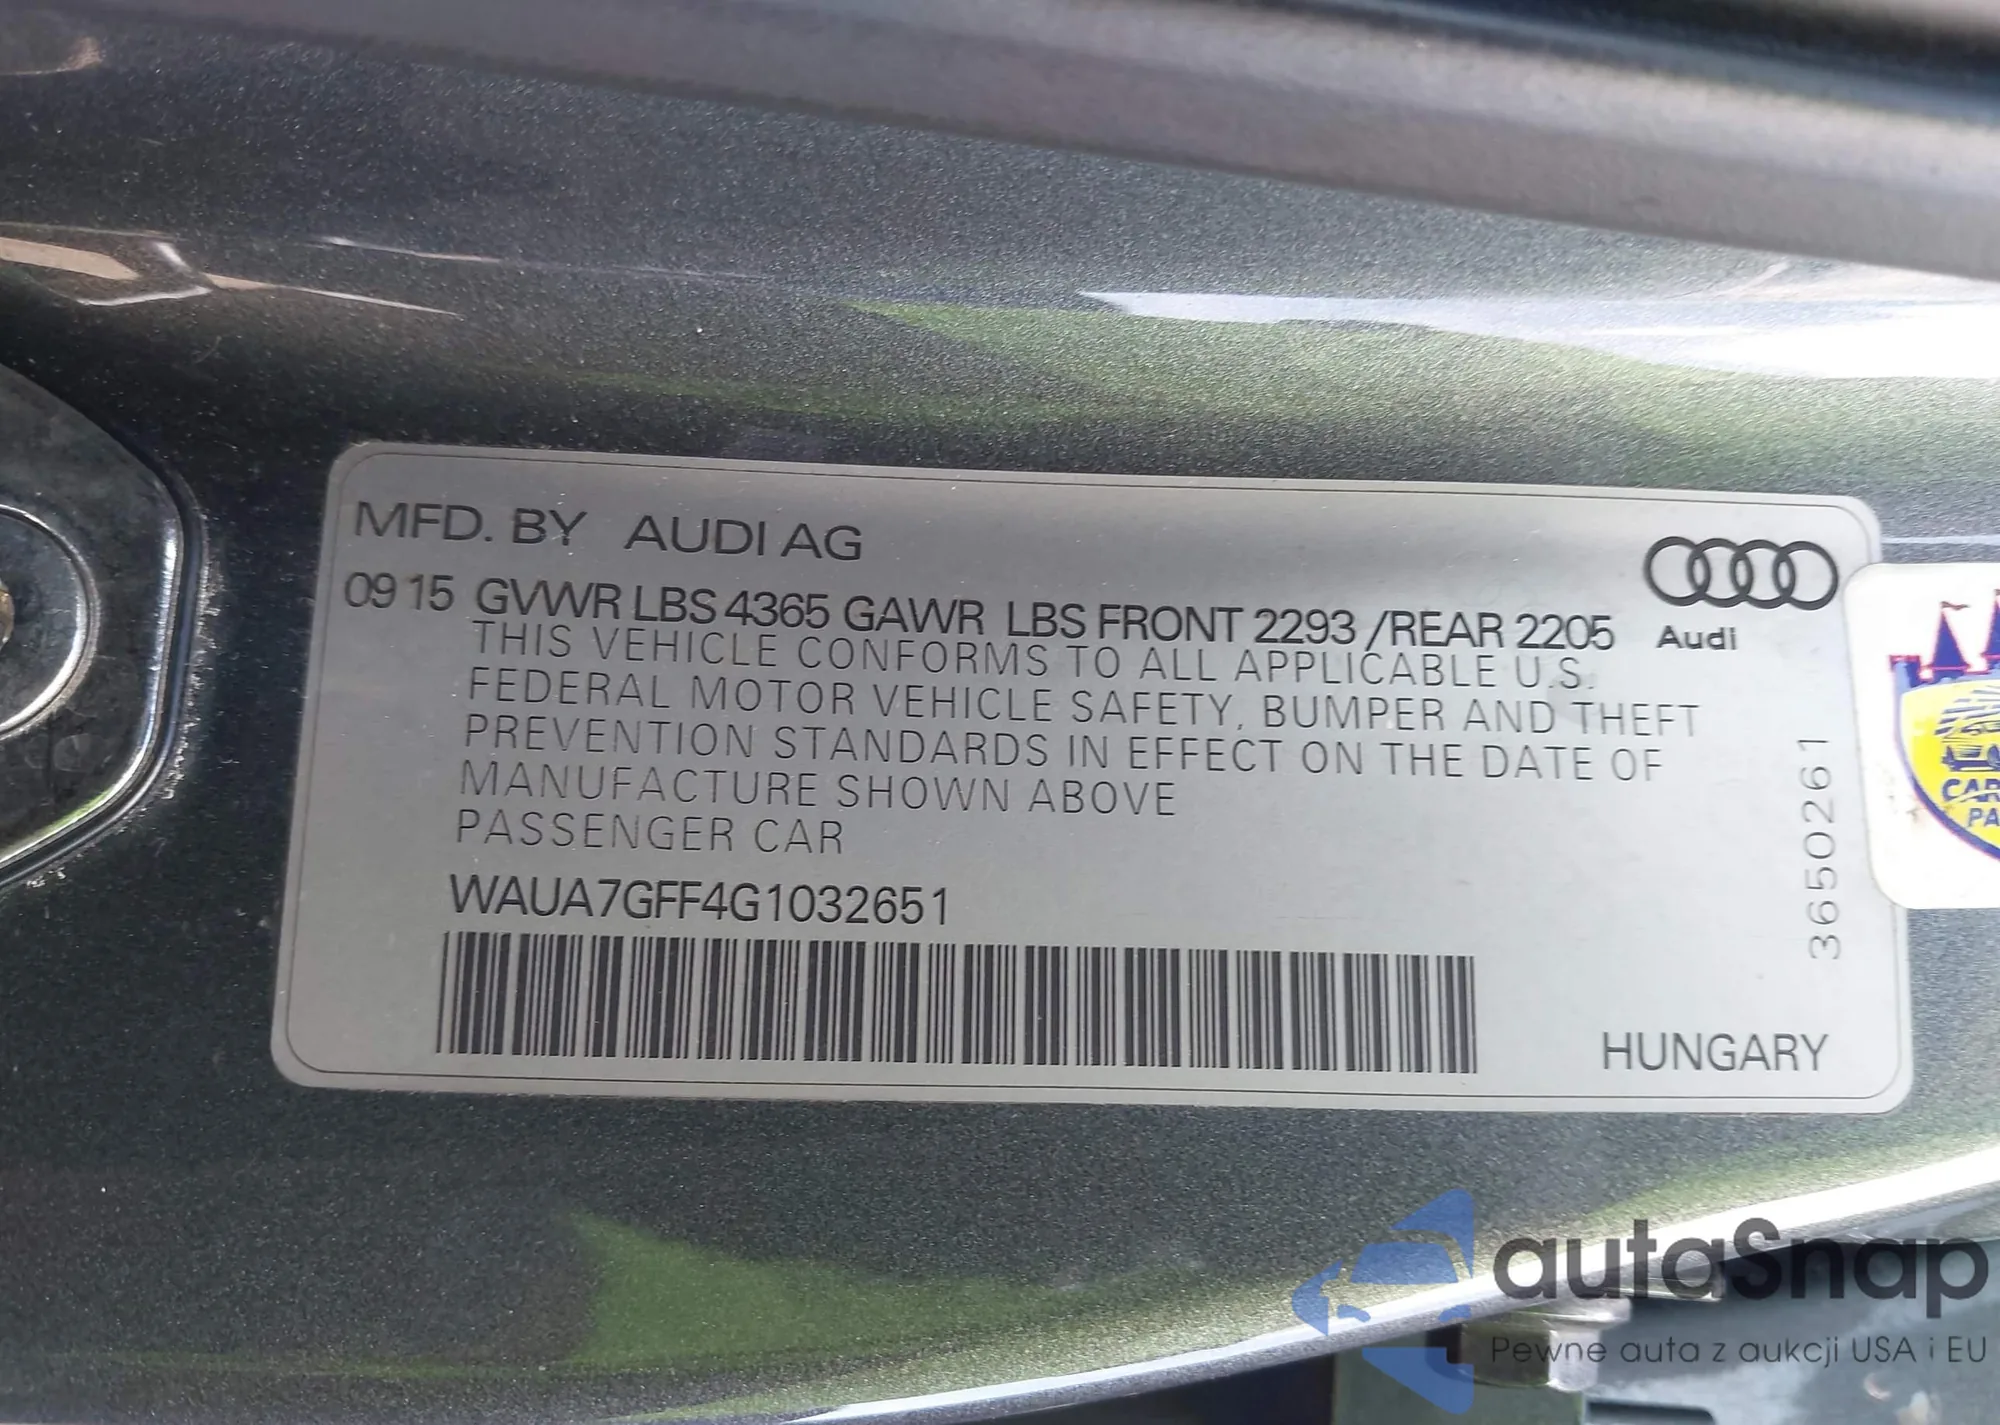 MFD. BY AUDI AG
09 15 GVWR LBS 4365 GAWR LBS FRONT 2293 /REAR 2205
Audi
THIS VEHICLE CONFORMS TO ALL APPLICABLE U.S.
FEDERAL MOTOR VEHICLE SAFETY, BUMPER AND THEFT
PREVENTION STANDARDS IN EFFECT ON THE DATE OF
MANUFACTURE SHOWN ABOVE
PASSENGER CAR
WAUA7GFF4G1032651
3650261
HUNGARY
autoSnap
Pewne auta z aukcji USA i EU